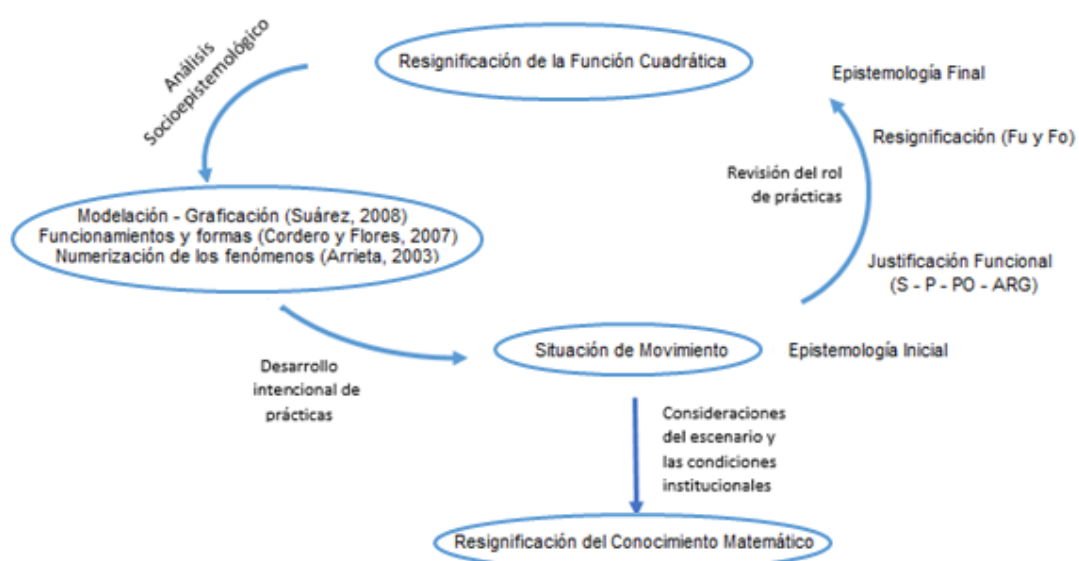 Análisis
Socioepistemológico
Resignificación de la Función Cuadrática
Epistemología Final
Resignificación (Fu y Fo)
Revisión del rol
de prácticas
Modelación - Graficación (Suárez, 2008)
Funcionamientos y formas (Cordero y Flores, 2007)
Numerización de los fenómenos (Arrieta, 2003)
Justificación Funcional
(S - P - PO - ARG)
Situación de Movimiento
Epistemología Inicial
Desarrollo
intencional de
prácticas
Consideraciones
del escenario y
las condiciones
institucionales
Resignificación del Conocimiento Matemático